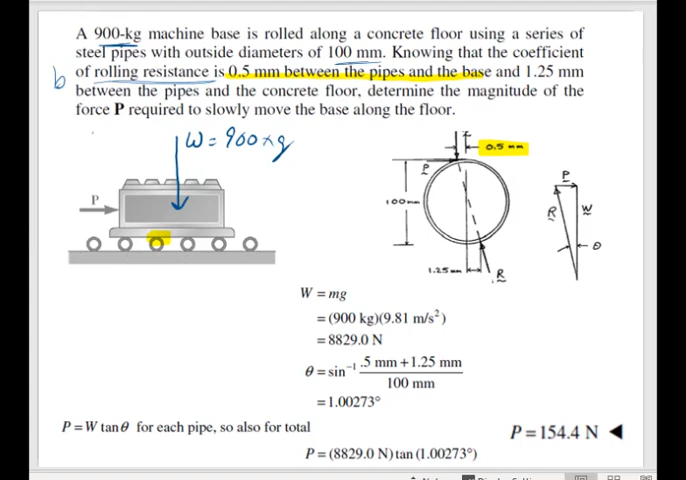 A 900-kg machine base is rolled along a concrete floor using a series of
steel pipes with outside diameters of 100 mm. Knowing that the coefficient
of rolling resistance is 0.5 mm between the pipes and the base and 1.25 mm
b
between the pipes and the concrete floor, determine the magnitude of the
force P required to slowly move the base along the floor.
W = 900 kg
0.5 mm
P
P
P
100mm
R
W
θ
1.25 mm
R
W = mg
= (900 kg)(9.81 m/s²)
= 8829.0 N
θ = sin⁻¹ .5 mm + 1.25 mm
100 mm
= 1.00273°
P = W tan θ for each pipe, so also for total
P = 154.4 N ◄
P = (8829.0 N) tan (1.00273°)